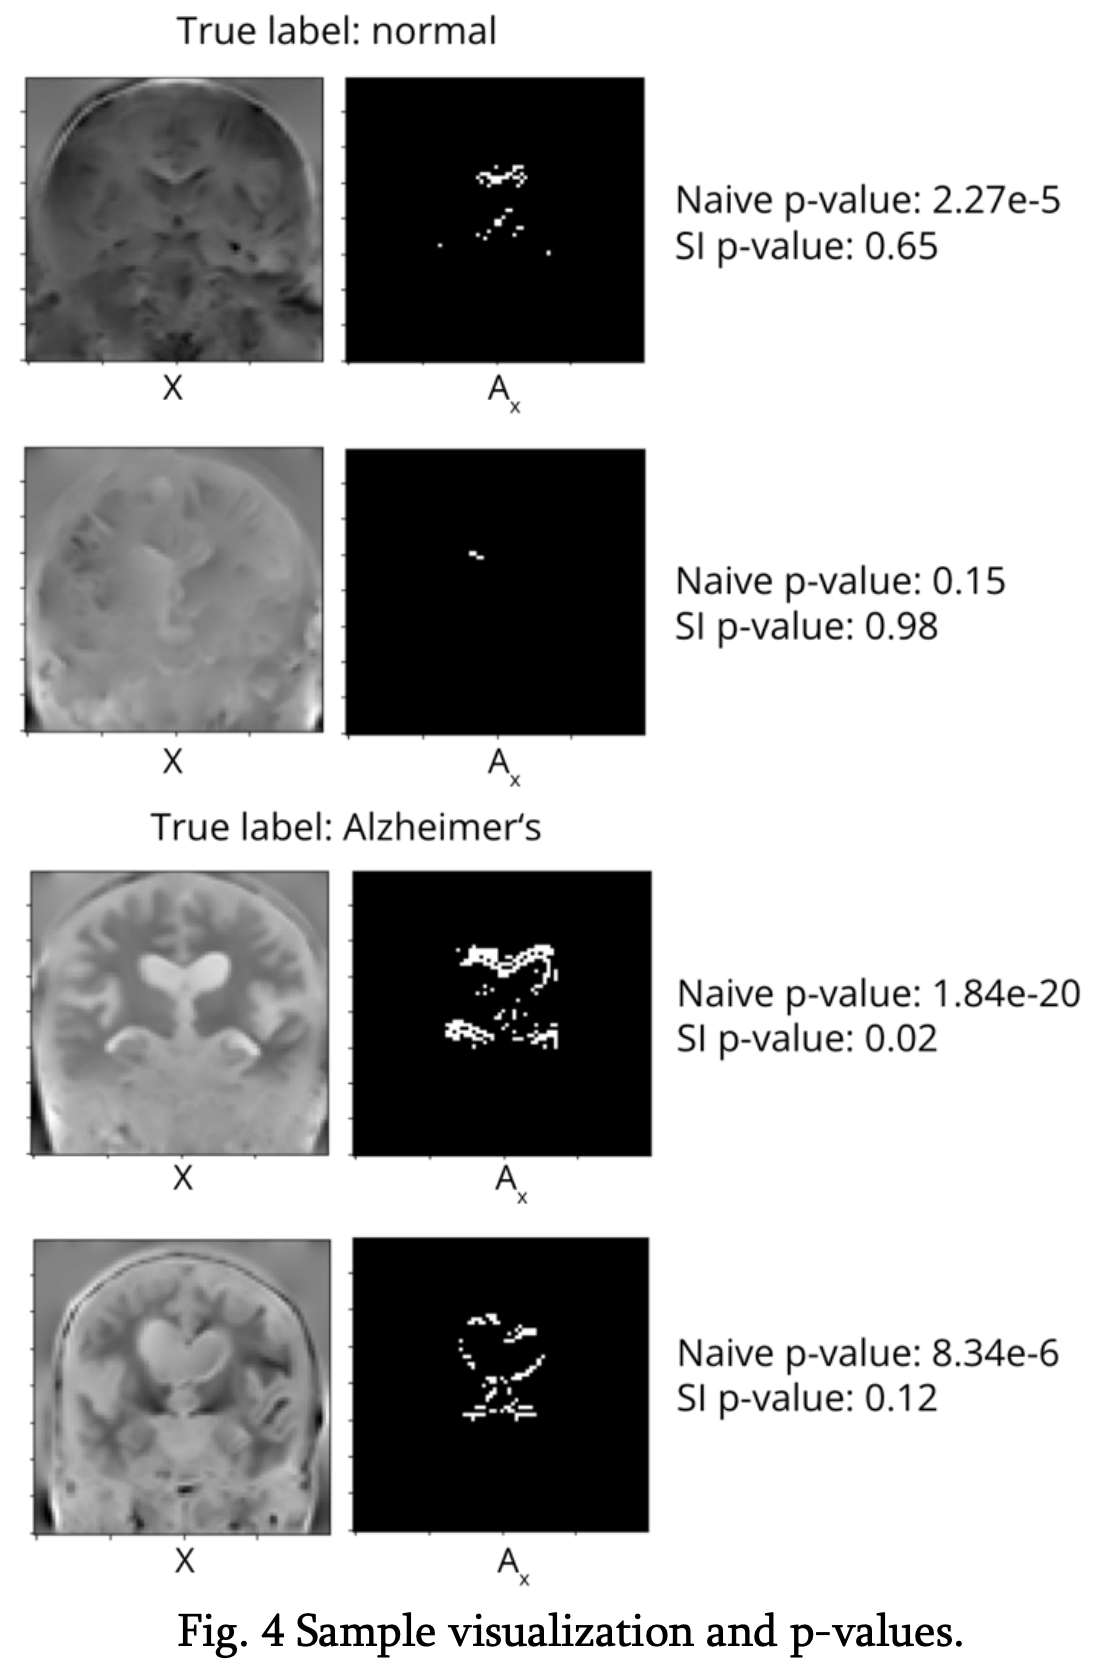 True label: normal
X
A_x
Naive p-value: 2.27e-5
SI p-value: 0.65
X
A_x
Naive p-value: 0.15
SI p-value: 0.98
True label: Alzheimer‘s
X
A_x
Naive p-value: 1.84e-20
SI p-value: 0.02
X
A_x
Naive p-value: 8.34e-6
SI p-value: 0.12
Fig. 4 Sample visualization and p-values.